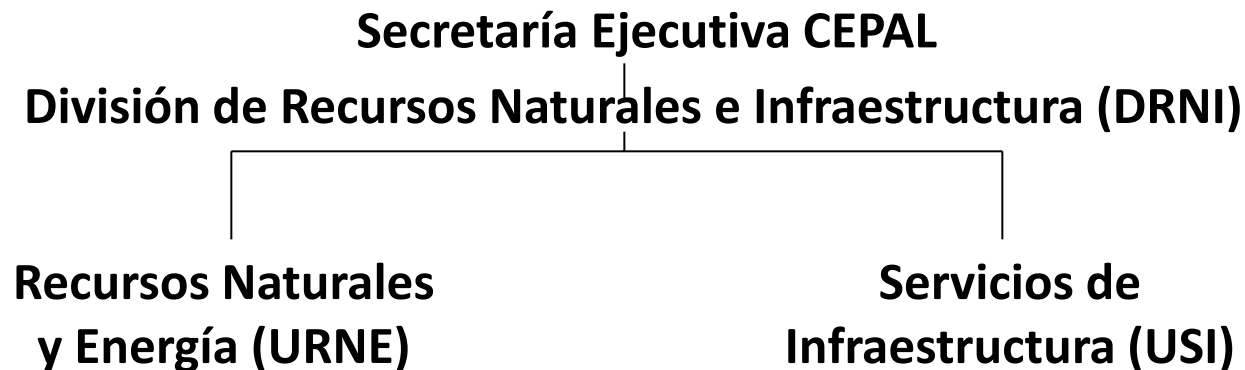 Secretaría Ejecutiva CEPAL
División de Recursos Naturales e Infraestructura (DRNI)
Recursos Naturales
y Energía (URNE)
Servicios de
Infraestructura (USI)